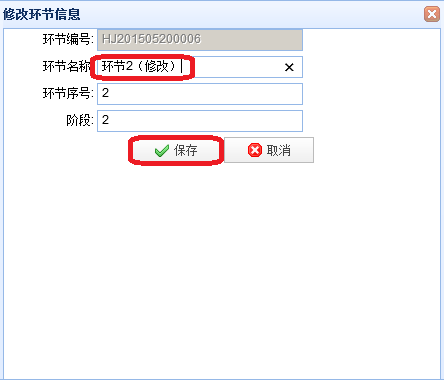 修改环节信息
环节编号: HJ201505200006
环节名称 环节2（修改）
环节序号: 2
阶段: 2
保存 取消